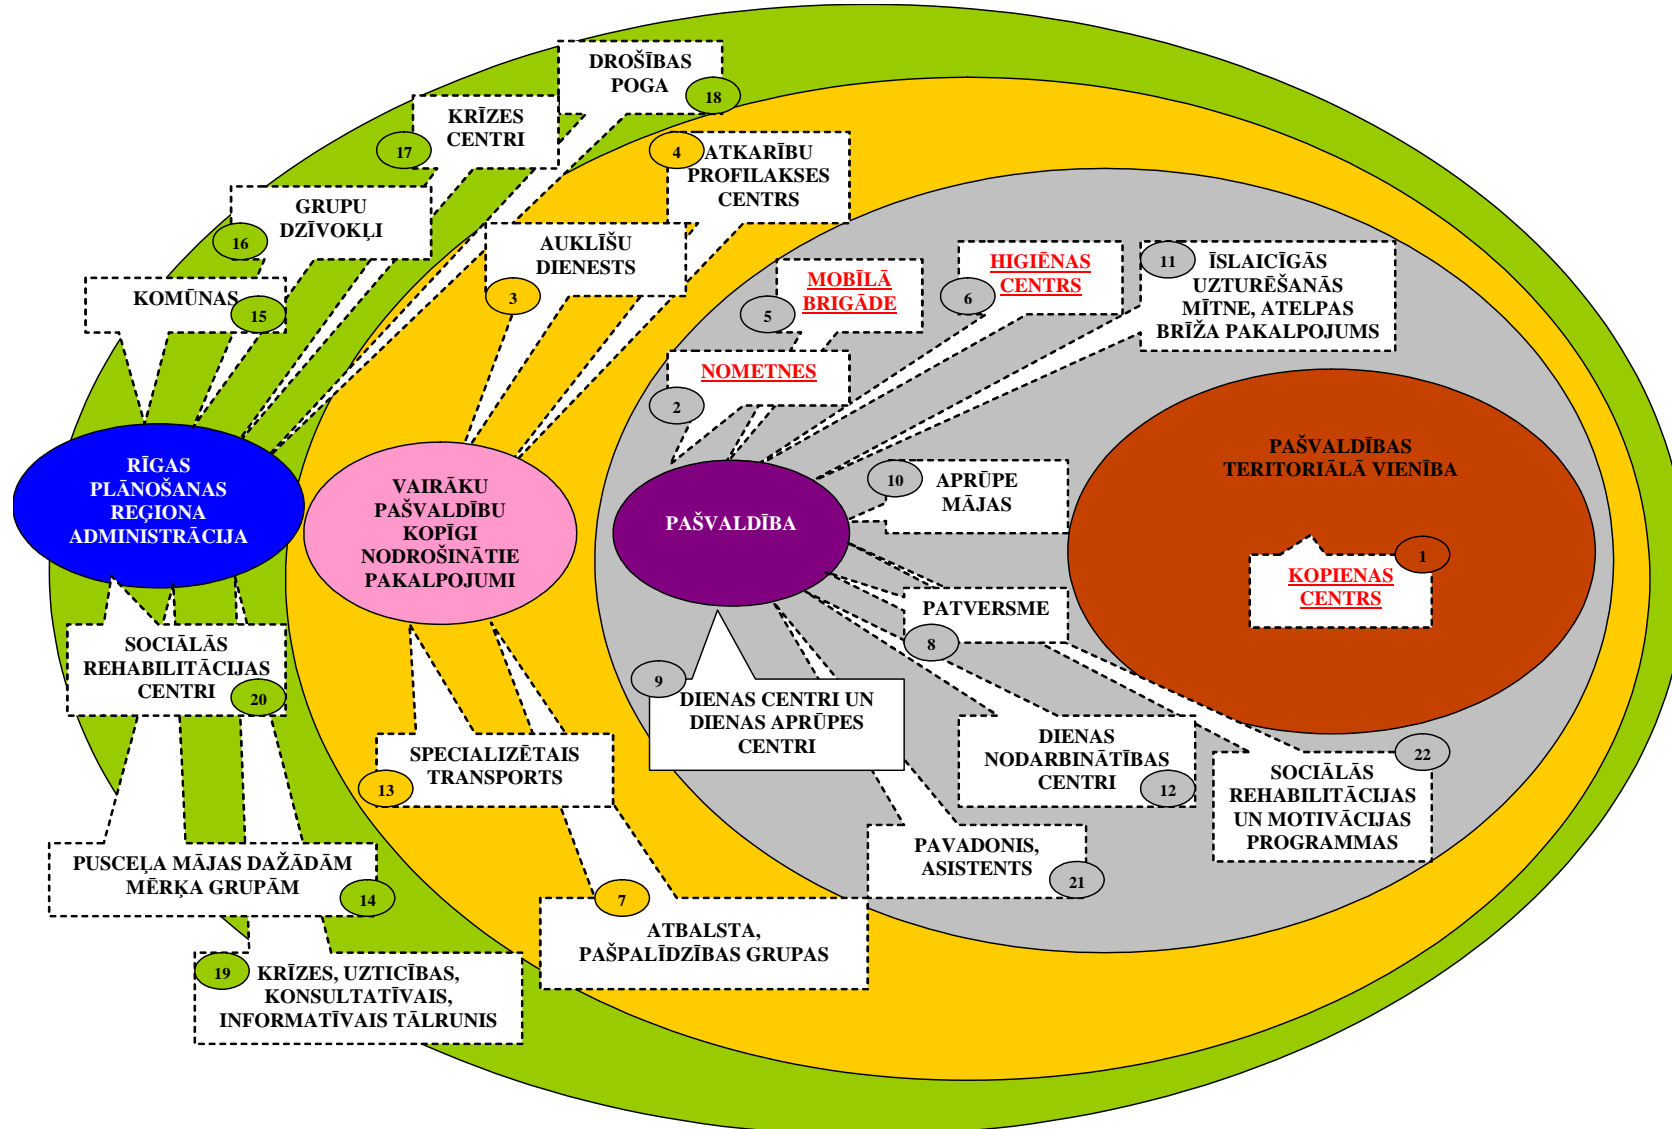 DROŠĪBAS
POGA
18
KRĪZES
CENTRI
17
4
ATKARĪBU
PROFILAKSES
CENTRS
GRUPU
DZĪVOKĻI
16
AUKLĪŠU
DIENESTS
3
KOMŪNAS
15
MOBILĀ
BRIGĀDE
5
HIGIĒNAS
CENTRS
6
11
ĪSLAICĪGĀS
UZTURĒŠANĀS
MĪTNE, ATELPAS
BRĪŽA PAKALPOJUMS
NOMETNES
2
RĪGAS
PLĀNOŠANAS
REĢIONA
ADMINISTRĀCIJA
VAIRĀKU
PAŠVALDĪBU
KOPĪGI
NODROŠINĀTIE
PAKALPOJUMI
PAŠVALDĪBA
10
APRŪPE
MĀJAS
PAŠVALDĪBAS
TERITORIĀLĀ VIENĪBA
1
KOPIENAS
CENTRS
PATVERSME
8
SOCIĀLĀS
REHABILITĀCIJAS
CENTRI
20
9
DIENAS CENTRI UN
DIENAS APRŪPES
CENTRI
SPECIALIZĒTAIS
TRANSPORTS
13
DIENAS
NODARBINĀTĪBAS
CENTRI
12
22
SOCIĀLĀS
REHABILITĀCIJAS
UN MOTIVĀCIJAS
PROGRAMMAS
PUSCEĻA MĀJAS DAŽĀDĀM
MĒRĶA GRUPĀM
14
PAVADONIS,
ASISTENTS
21
7
ATBALSTA,
PAŠPALĪDZĪBAS GRUPAS
19
KRĪZES, UZTICĪBAS,
KONSULTATĪVAIS,
INFORMATĪVAIS TĀLRUNIS